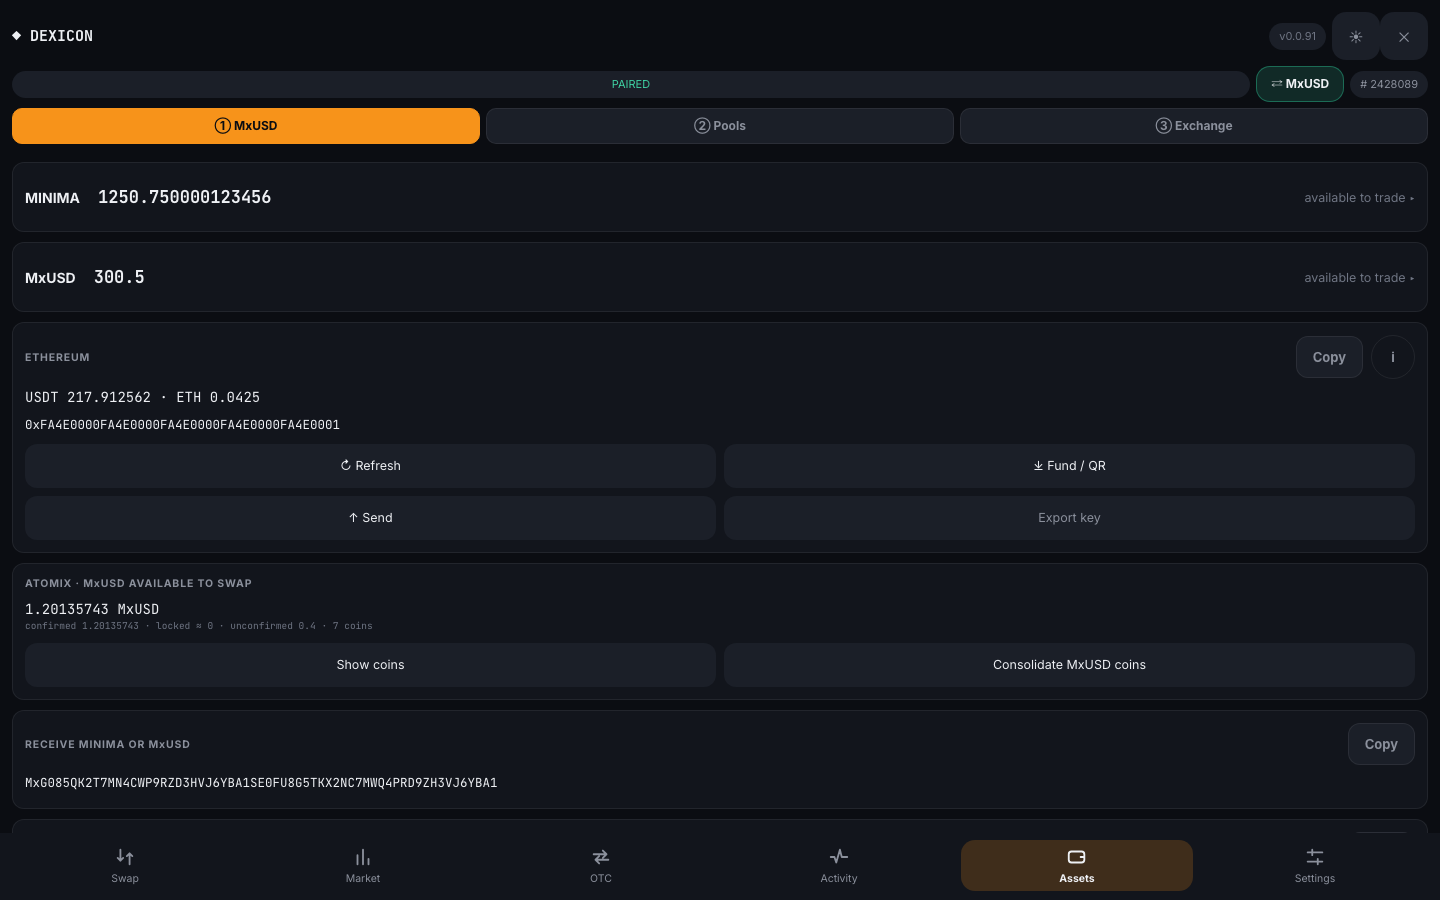 ◆ DEXICON
v0.0.91
PAIRED
⇄ MxUSD
# 2428089
① MxUSD
② Pools
③ Exchange
MINIMA 1250.750000123456
available to trade ▸
MxUSD 300.5
available to trade ▸
ETHEREUM
Copy
i
USDT 217.912562 · ETH 0.0425
0xFA4E0000FA4E0000FA4E0000FA4E0000FA4E0001
↻ Refresh
Fund / QR
↑ Send
Export key
ATOMIX · MxUSD AVAILABLE TO SWAP
1.20135743 MxUSD
confirmed 1.20135743 · locked ≈ 0 · unconfirmed 0.4 · 7 coins
Show coins
Consolidate MxUSD coins
RECEIVE MINIMA OR MxUSD
Copy
MxG085QK2T7MN4CWP9RZD3HVJ6YBA1SE0FU8G5TKX2NC7MWQ4PRD9ZH3VJ6YBA1
Swap
Market
OTC
Activity
Assets
Settings